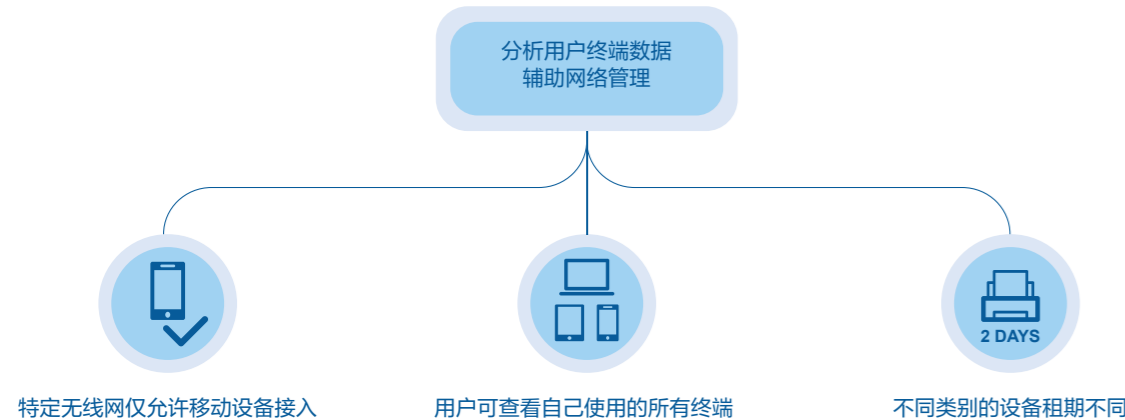 分析用户终端数据
辅助网络管理
2 DAYS
特定无线网仅允许移动设备接入
用户可查看自己使用的所有终端
不同类别的设备租期不同